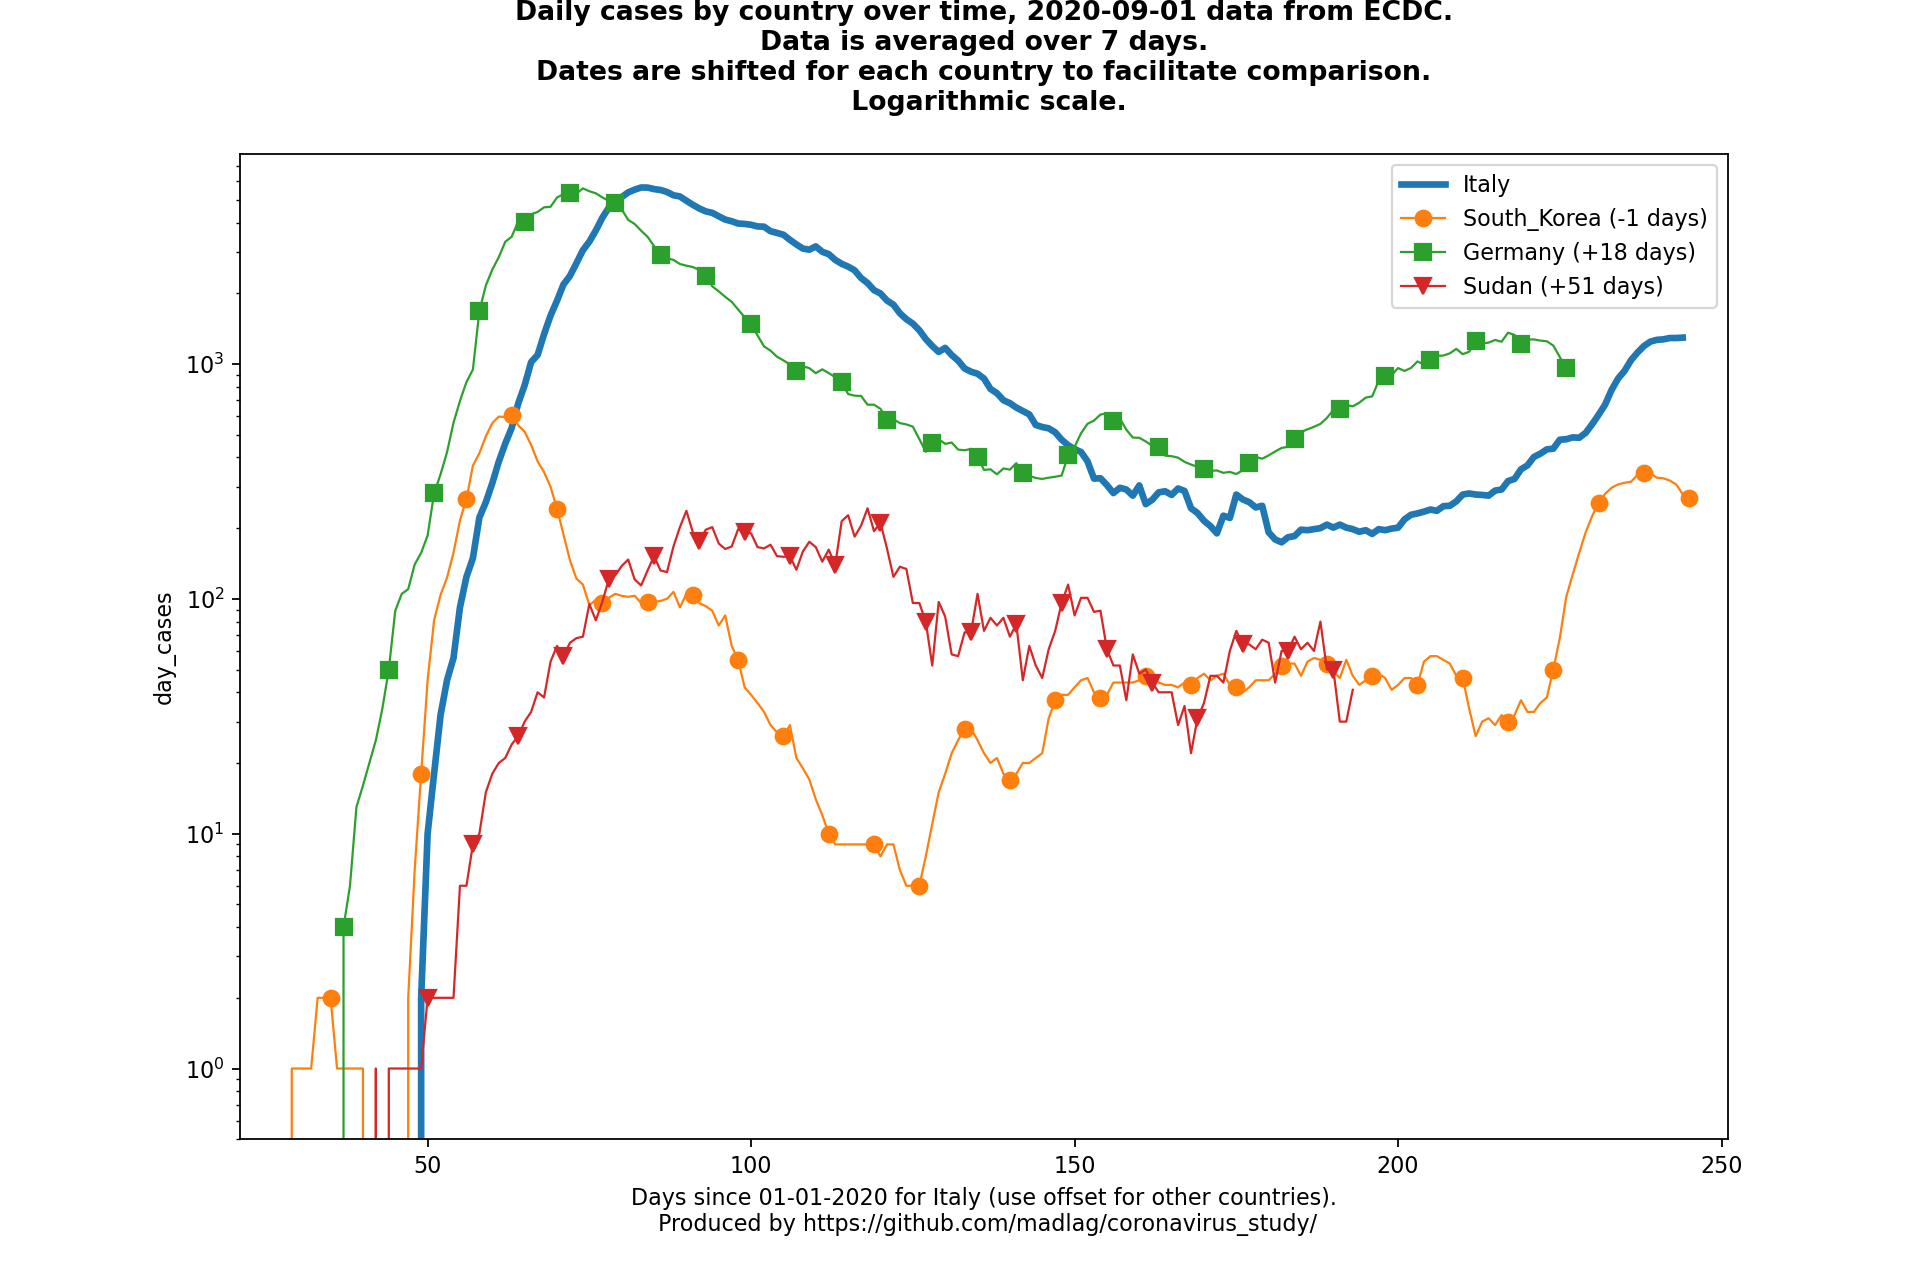 Daily cases by country over time, 2020-09-01 data from ECDC.
Data is averaged over 7 days.
Dates are shifted for each country to facilitate comparison.
Logarithmic scale.
Italy
South_Korea (-1 days)
Germany (+18 days)
Sudan (+51 days)
day_cases
10³
10²
10¹
10⁰
50
100
150
200
250
Days since 01-01-2020 for Italy (use offset for other countries).
Produced by https://github.com/madlag/coronavirus_study/